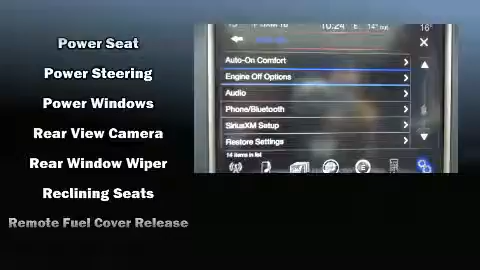 Power Seat
Power Steering
Power Windows
Rear View Camera
Rear Window Wiper
Reclining Seats
Remote Fuel Cover Release
10:24
16°
Auto-On Comfort
Engine Off Options
Audio
Phone/Bluetooth
SiriusXM Setup
Restore Settings
14 items in list